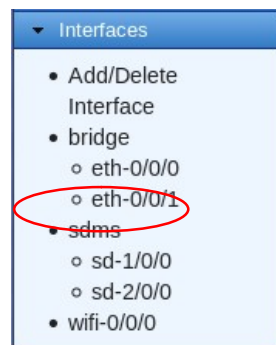 Interfaces
Add/Delete
Interface
bridge
eth-0/0/0
eth-0/0/1
sdms
sd-1/0/0
sd-2/0/0
wifi-0/0/0